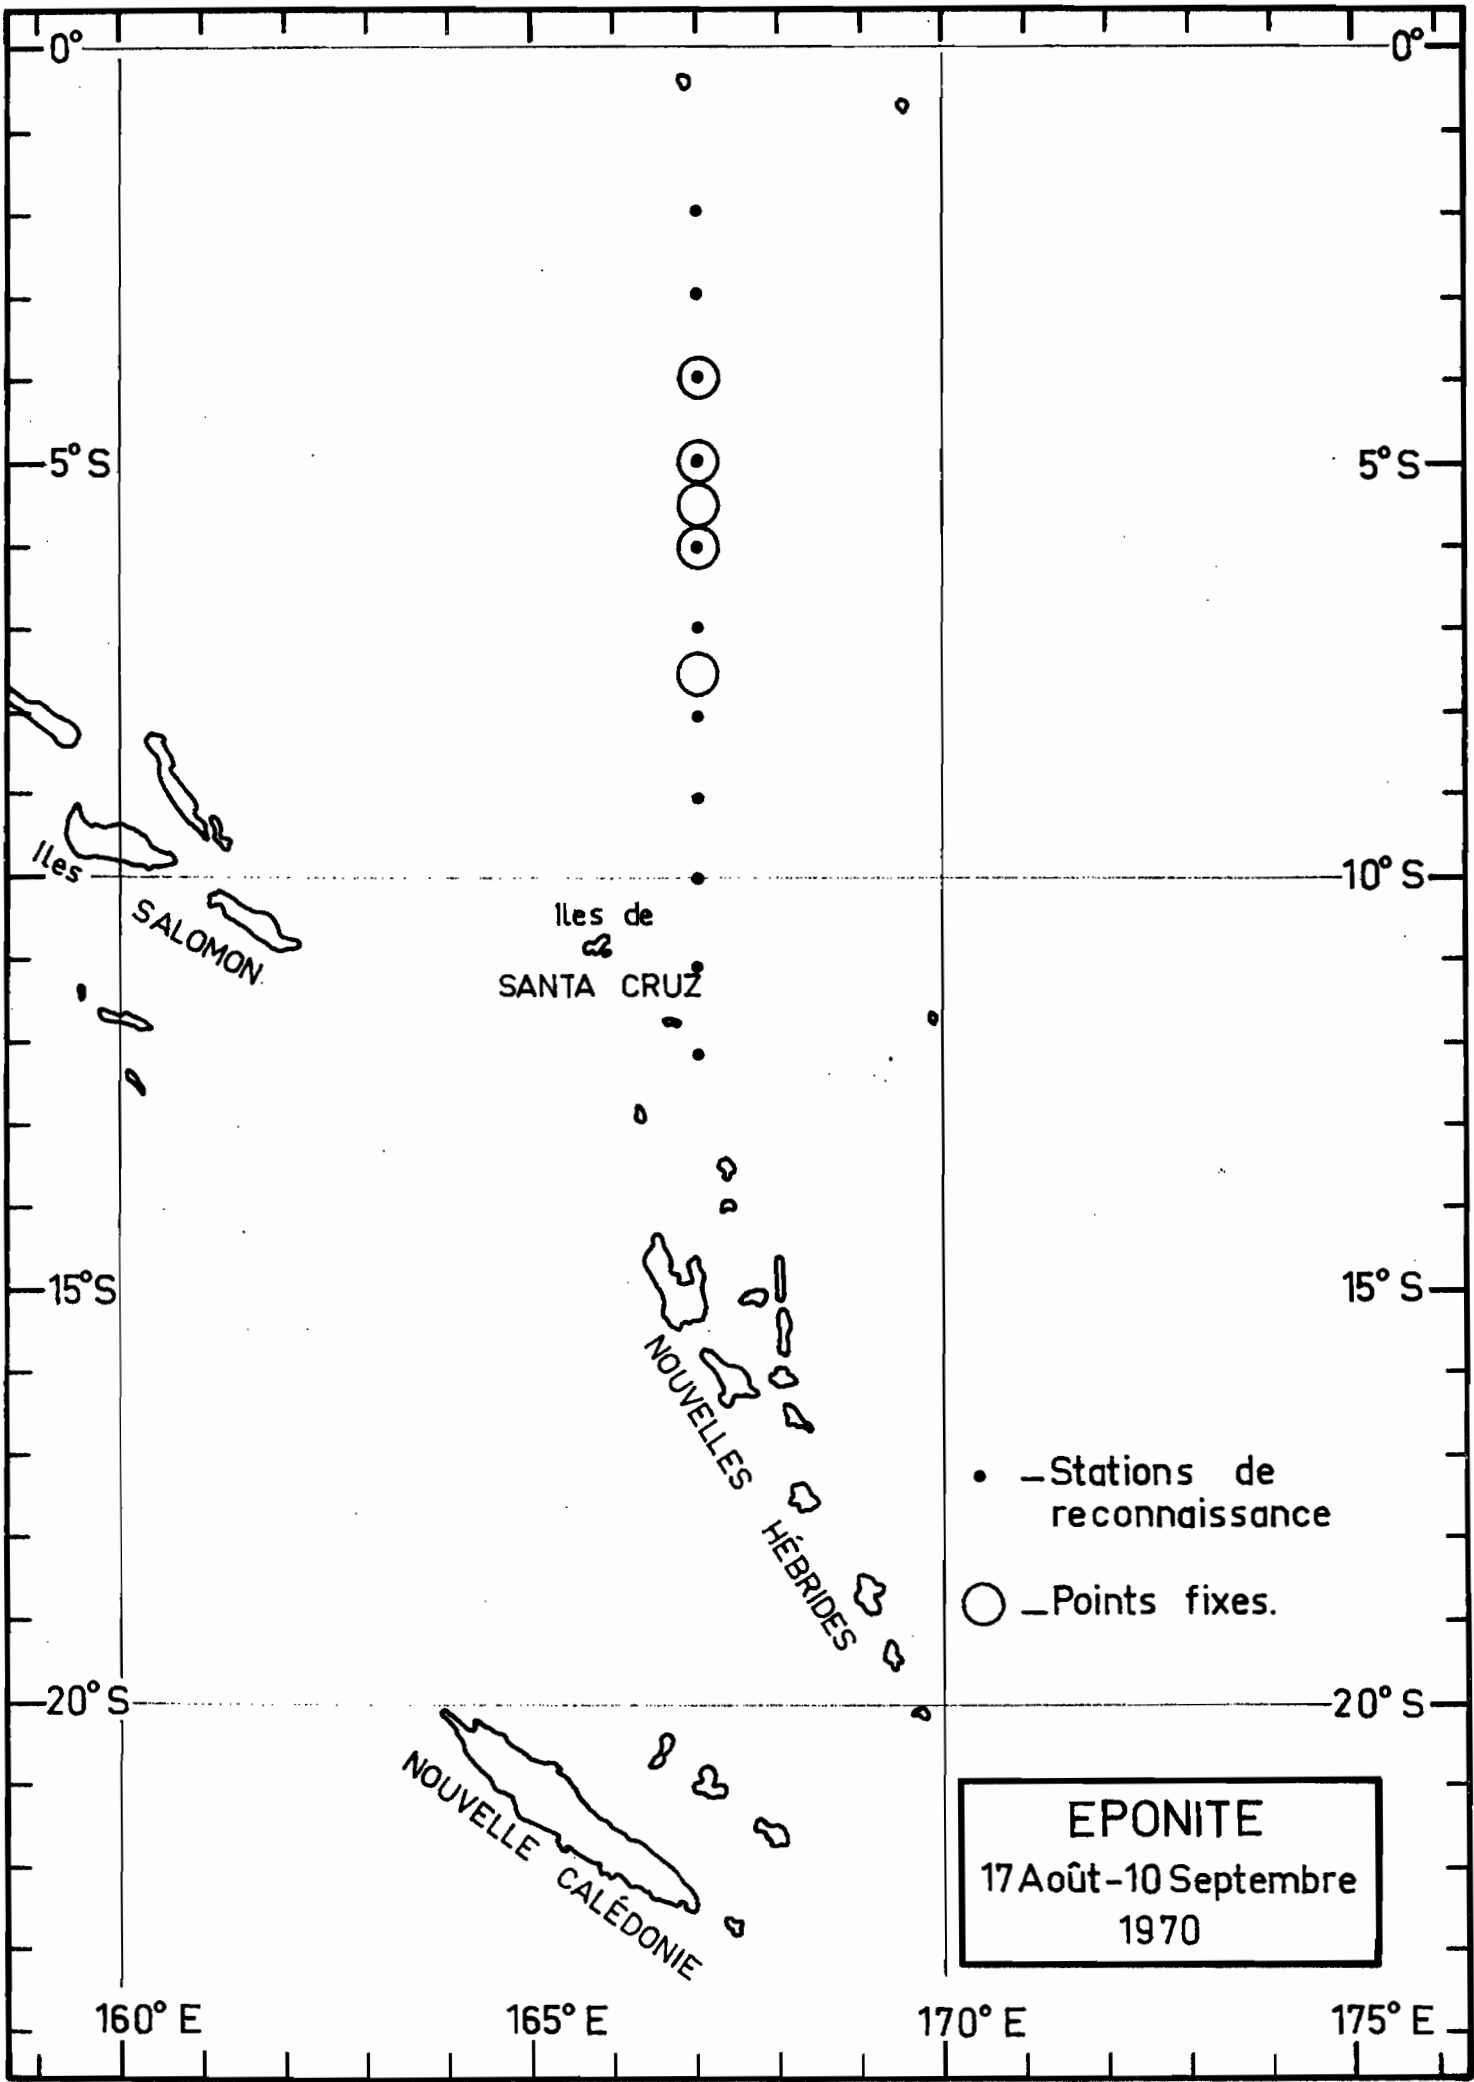 0°
0°
5°S
5°S
Iles
10°S
SALOMON
Iles de
SANTA CRUZ
15°S
15°S
NOUVELLES
HÉBRIDES
– Stations de
reconnaissance
– Points fixes.
20°S
20°S
NOUVELLE CALÉDONIE
EPONITE
17 Août-10 Septembre
1970
160°E
165°E
170°E
175°E